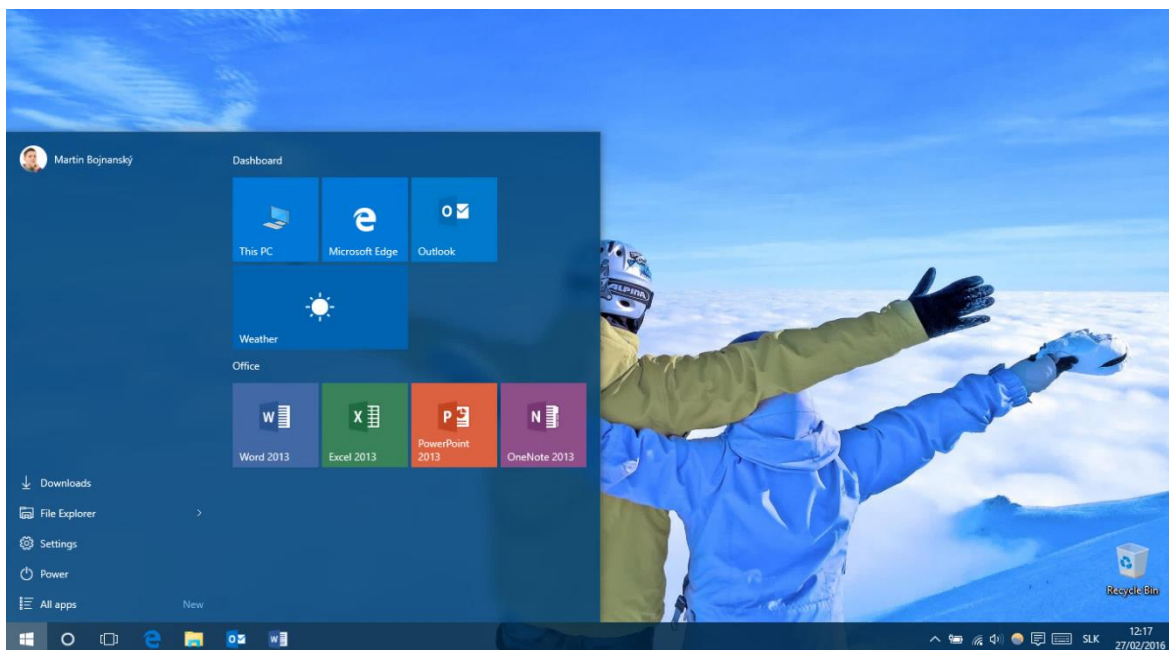 Martin Bojnanský
Dashboard
This PC
Microsoft Edge
Outlook
Weather
Office
Word 2013
Excel 2013
PowerPoint
2013
OneNote 2013
Downloads
File Explorer
Settings
Power
All apps
New
ALPINA
Recycle Bin
SLK
12:17
27/02/2016